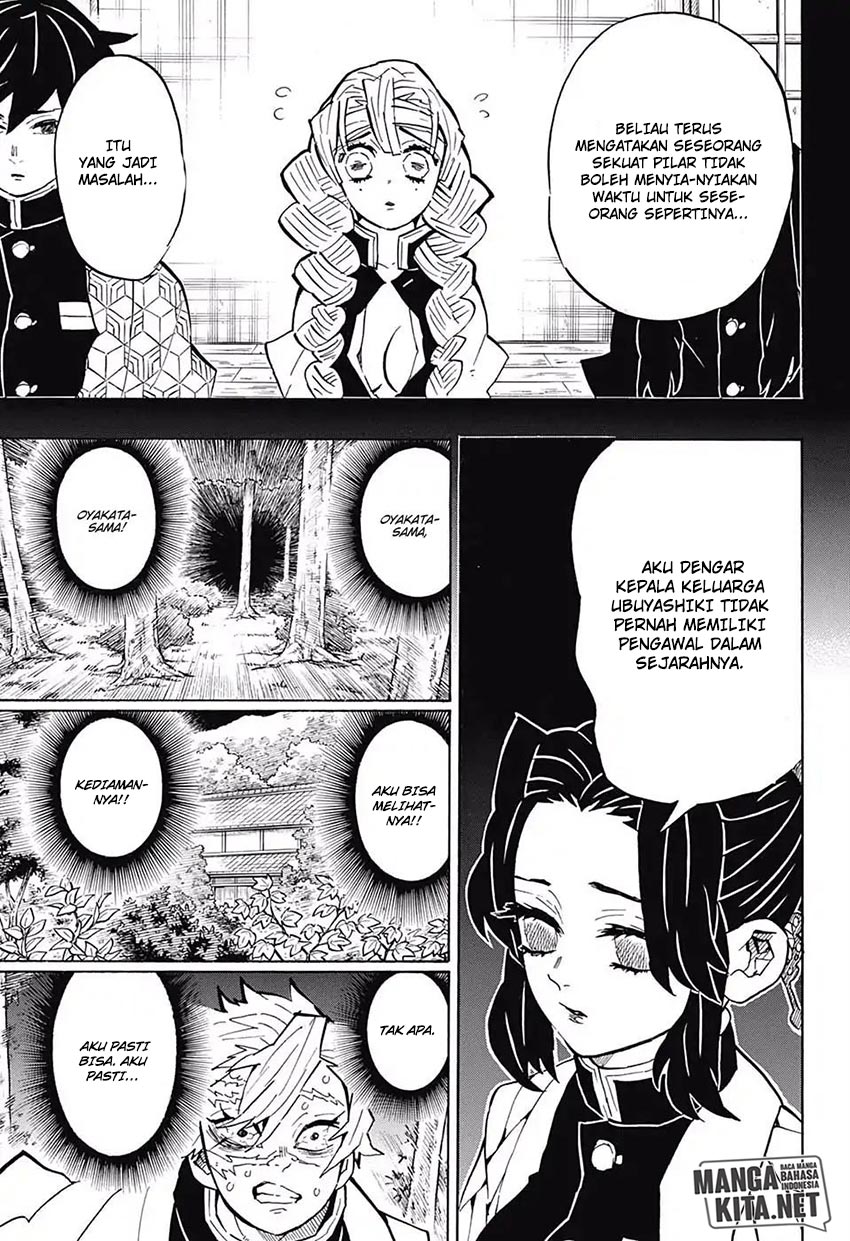 BELIAU TERUS
MENGATAKAN SESEORANG
SEKUAT PILAR TIDAK
BOLEH MENYIA-NYIAKAN
WAKTU UNTUK SESE-
ORANG SEPERTINYA...
ITU
YANG JADI
MASALAH...
AKU DENGAR
KEPALA KELUARGA
UBUYASHIKI TIDAK
PERNAH MEMILIKI
PENGAWAL DALAM
SEJARAHNYA.
OYAKATA-
SAMA,
OYAKATA-
SAMA!
AKU BISA
MELIHAT-
NYA!!
KEDIAMAN-
NYA!!
TAK APA.
AKU PASTI
BISA. AKU
PASTI...
MANGA
BACA MANGA
BAHASA
INDONESIA
KITA.NET